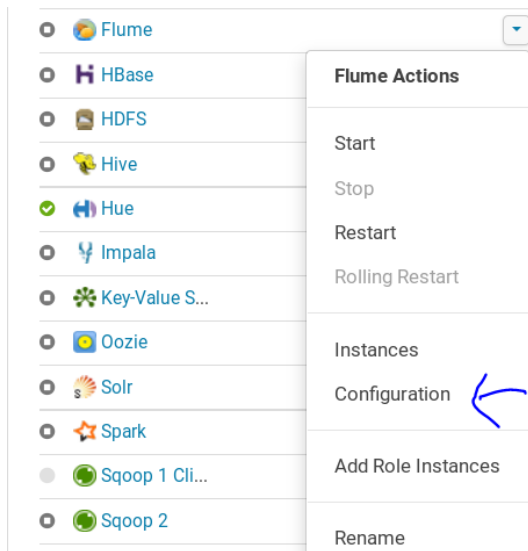 Flume
HBase
HDFS
Hive
Hue
Impala
Key-Value S...
Oozie
Solr
Spark
Sqoop 1 Cli...
Sqoop 2
Flume Actions
Start
Stop
Restart
Rolling Restart
Instances
Configuration
Add Role Instances
Rename